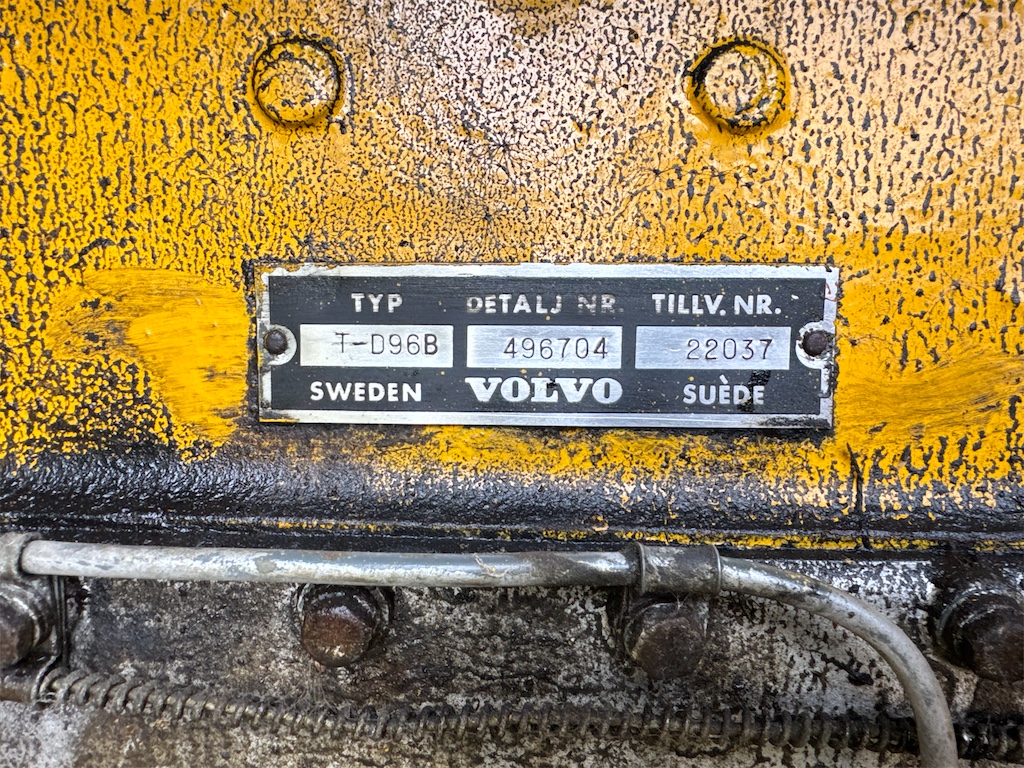 TYP DETALJ NR. TILLV. NR.
T-D96B 496704 22037
SWEDEN VOLVO SUÈDE